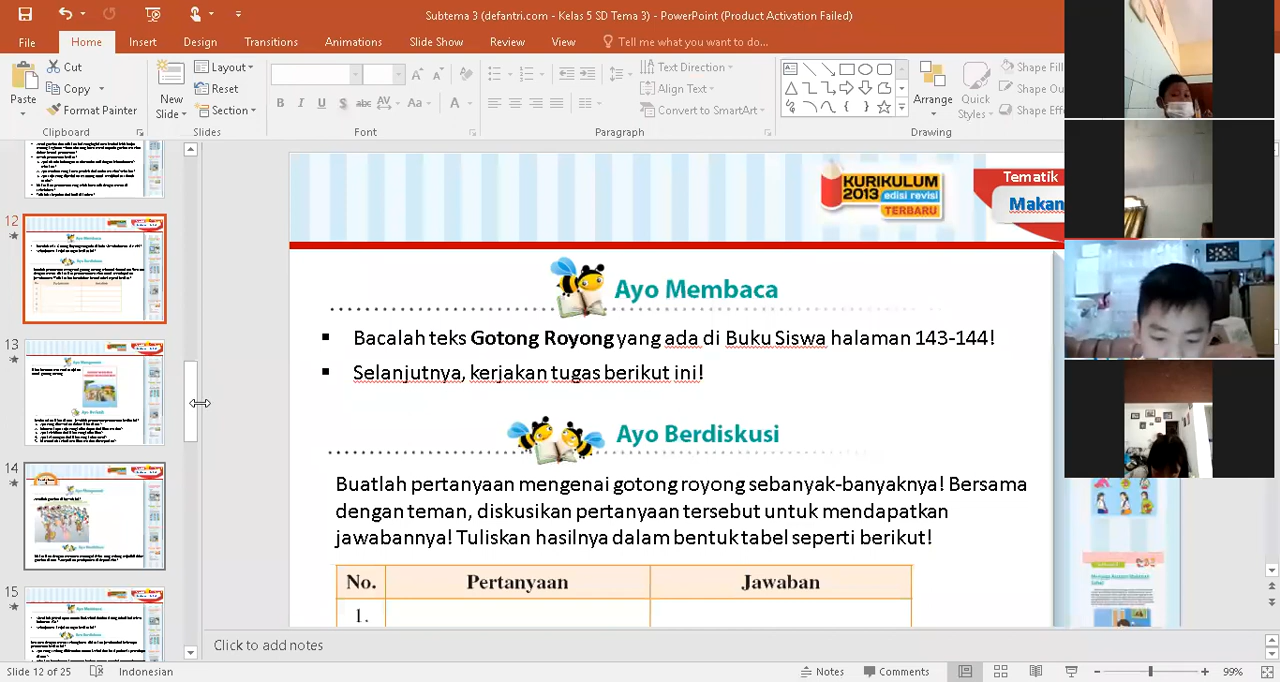 Subtema 3 (defantri.com - Kelas 5 SD Tema 3) - PowerPoint (Product Activation Failed)
File Home Insert Design Transitions Animations Slide Show Review View Tell me what you want to do...
Cut
Copy
Format Painter
Paste
Clipboard
New
Slide
Layout
Reset
Section
Slides
B I U S abc AV Aa A
Font
Text Direction
Align Text
Convert to SmartArt
Paragraph
Arrange
Quick
Styles
Shape Fill
Shape Ou
Shape Eff
Drawing
12
13
14
15
KURIKULUM
2013 edisi revisi
TERBARU
Tematik
Makan
Ayo Membaca
Bacalah teks Gotong Royong yang ada di Buku Siswa halaman 143-144!
Selanjutnya, kerjakan tugas berikut ini!
Ayo Berdiskusi
Buatlah pertanyaan mengenai gotong royong sebanyak-banyaknya! Bersama
dengan teman, diskusikan pertanyaan tersebut untuk mendapatkan
jawabannya! Tuliskan hasilnya dalam bentuk tabel seperti berikut!
No. Pertanyaan Jawaban
1.
Click to add notes
Slide 12 of 25 Indonesian Notes Comments 99%